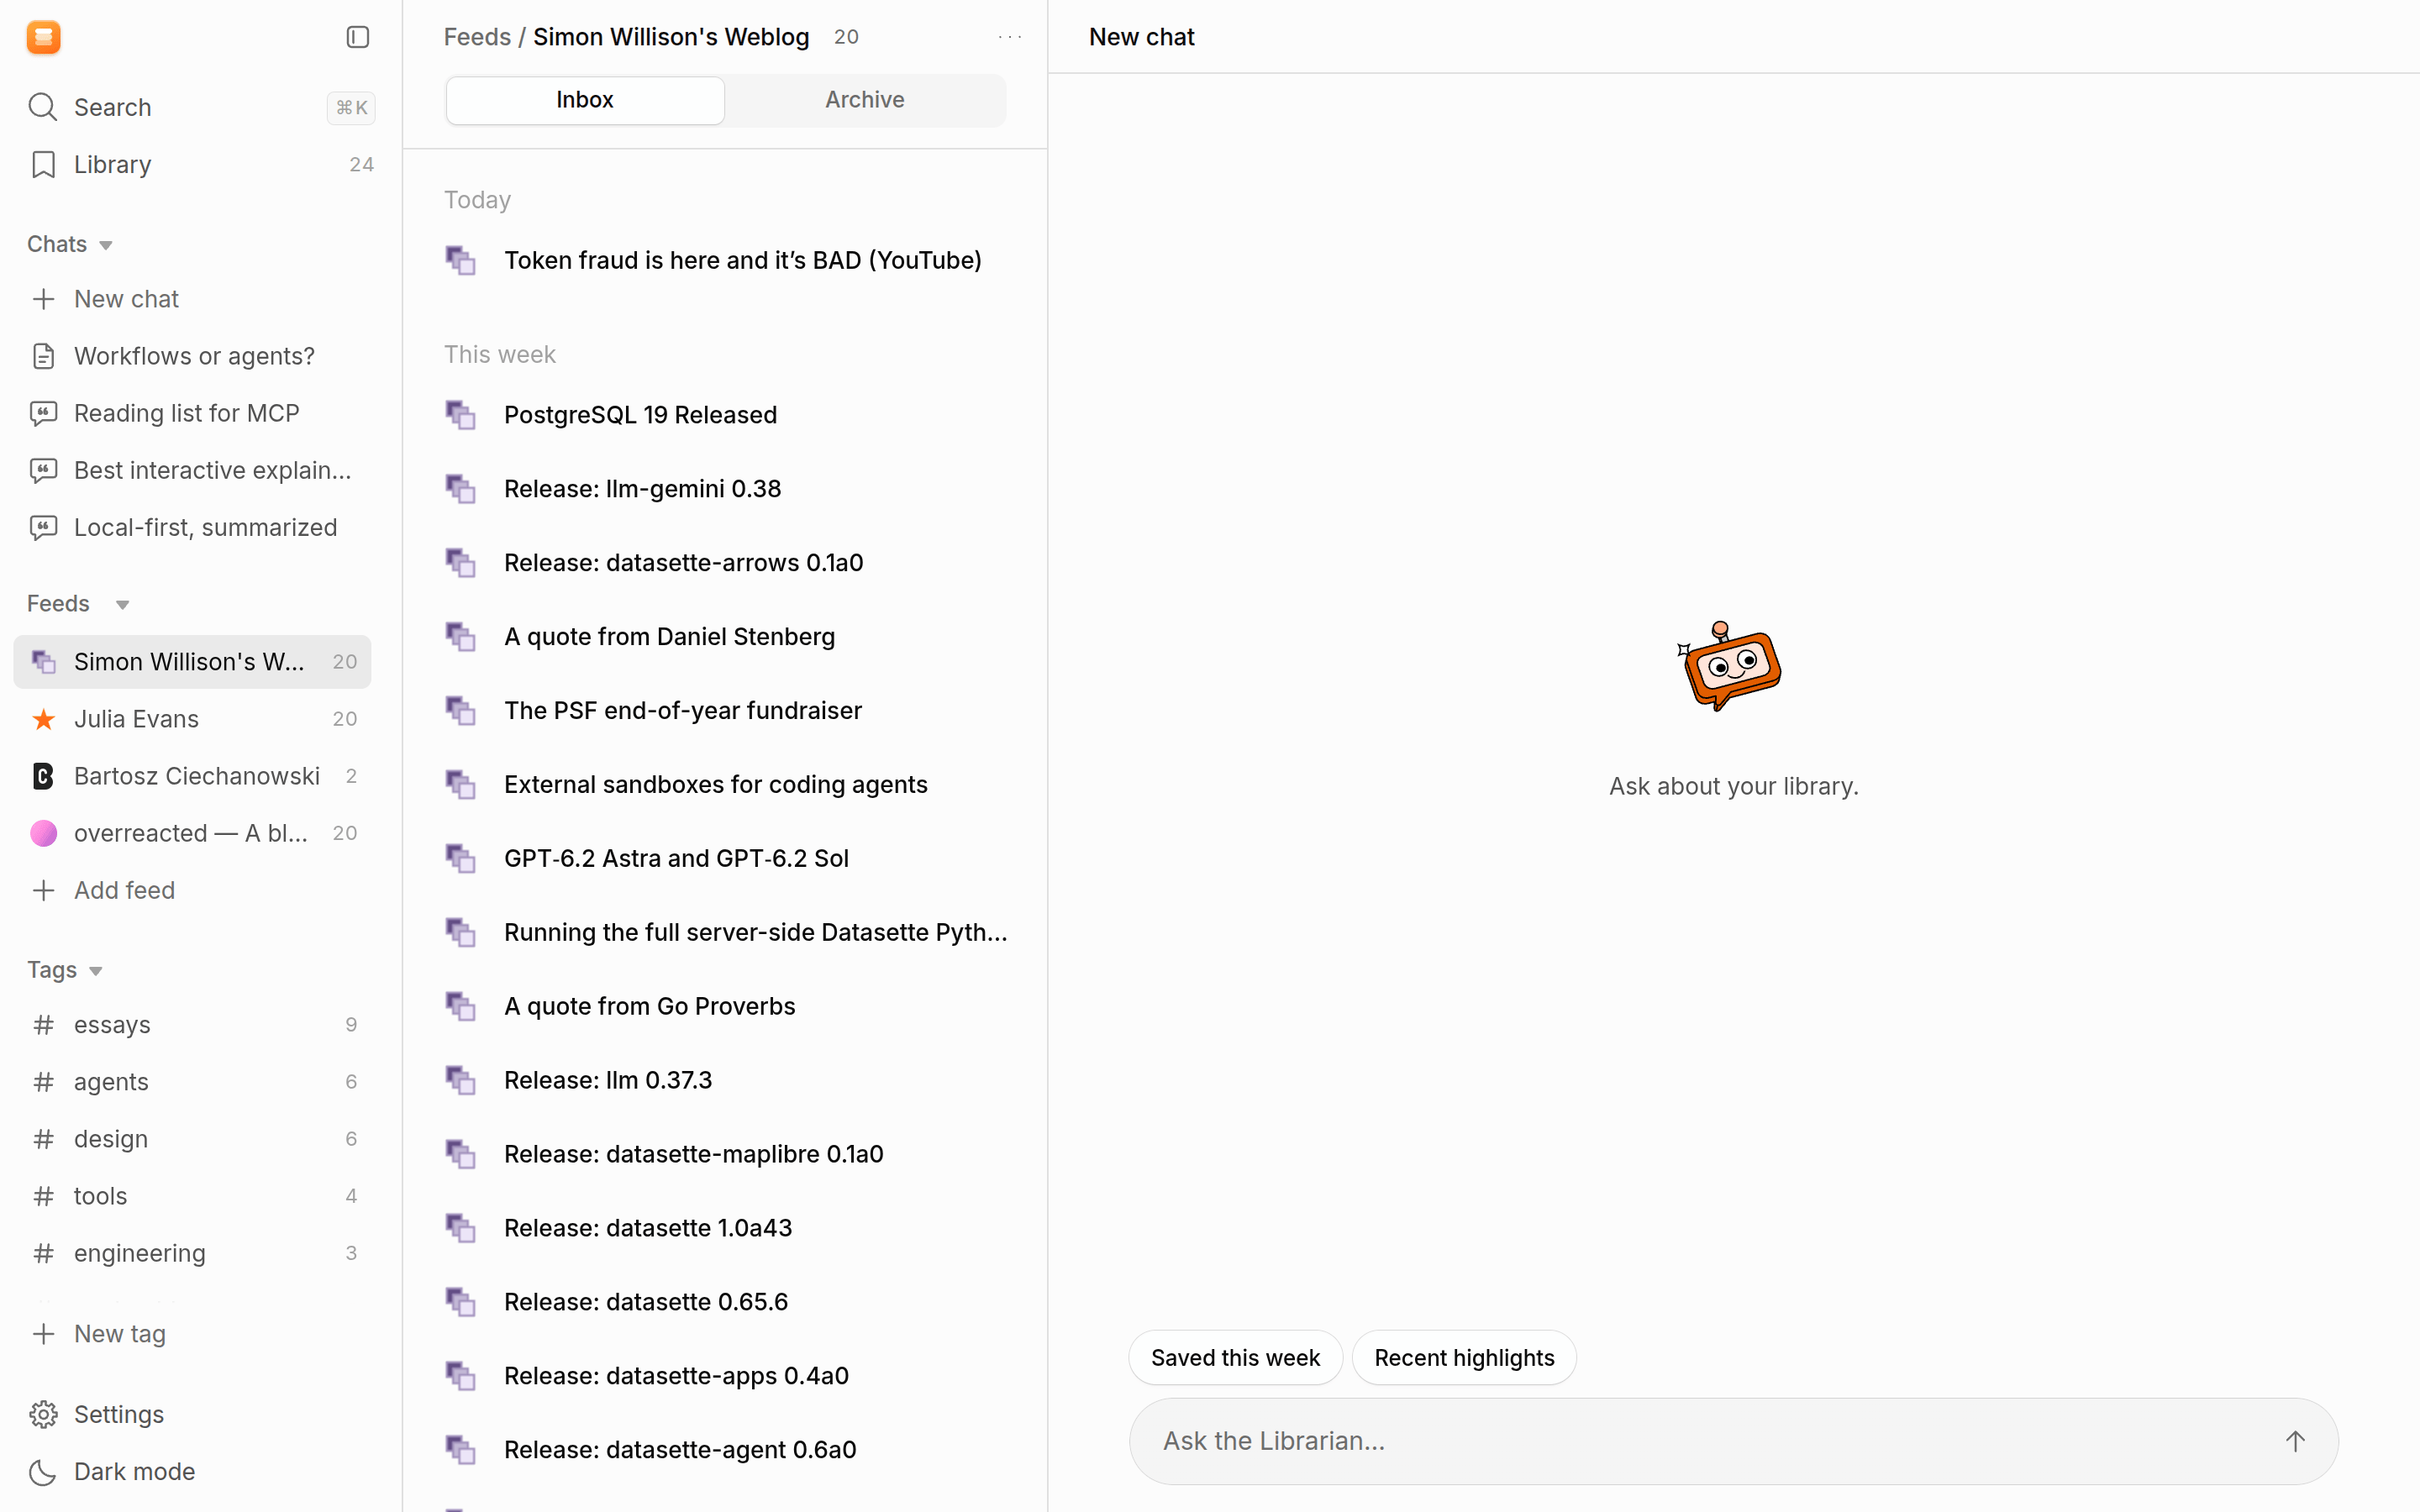 Search ⌘K
Library 24
Chats
New chat
Workflows or agents?
Reading list for MCP
Best interactive explain...
Local-first, summarized
Feeds
Simon Willison's W... 20
Julia Evans 20
Bartosz Ciechanowski 2
overreacted — A bl... 20
Add feed
Tags
essays 9
agents 6
design 6
tools 4
engineering 3
New tag
Settings
Dark mode
Feeds / Simon Willison's Weblog 20
Inbox Archive
Today
Token fraud is here and it’s BAD (YouTube)
This week
PostgreSQL 19 Released
Release: llm-gemini 0.38
Release: datasette-arrows 0.1a0
A quote from Daniel Stenberg
The PSF end-of-year fundraiser
External sandboxes for coding agents
GPT-6.2 Astra and GPT-6.2 Sol
Running the full server-side Datasette Pyth...
A quote from Go Proverbs
Release: llm 0.37.3
Release: datasette-maplibre 0.1a0
Release: datasette 1.0a43
Release: datasette 0.65.6
Release: datasette-apps 0.4a0
Release: datasette-agent 0.6a0
New chat
Ask about your library.
Saved this week Recent highlights
Ask the Librarian...